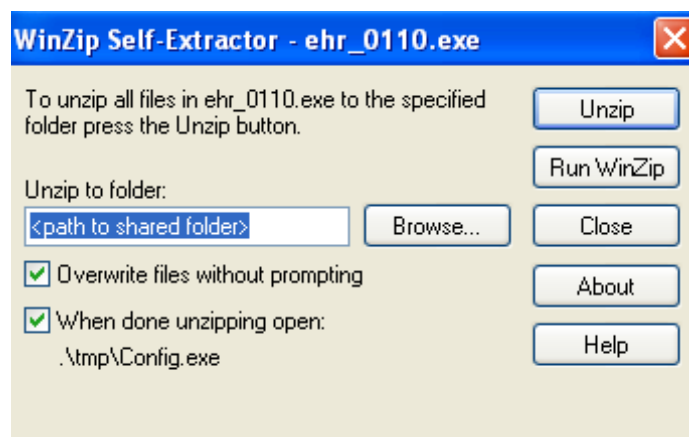 WinZip Self-Extractor - ehr_0110.exe
To unzip all files in ehr_0110.exe to the specified
folder press the Unzip button.
Unzip to folder:
<path to shared folder>
Browse...
Overwrite files without prompting
When done unzipping open:
.\tmp\Config.exe
Unzip
Run WinZip
Close
About
Help